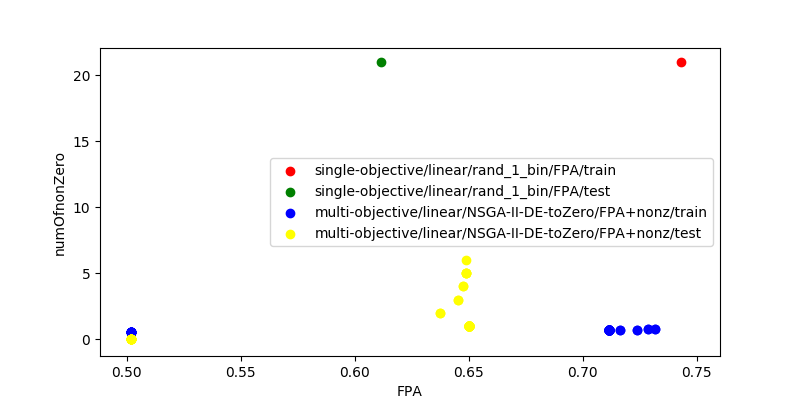 20
15
10
5
0
numOfnonZero
single-objective/linear/rand_1_bin/FPA/train
single-objective/linear/rand_1_bin/FPA/test
multi-objective/linear/NSGA-II-DE-toZero/FPA+nonz/train
multi-objective/linear/NSGA-II-DE-toZero/FPA+nonz/test
0.50 0.55 0.60 0.65 0.70 0.75
FPA